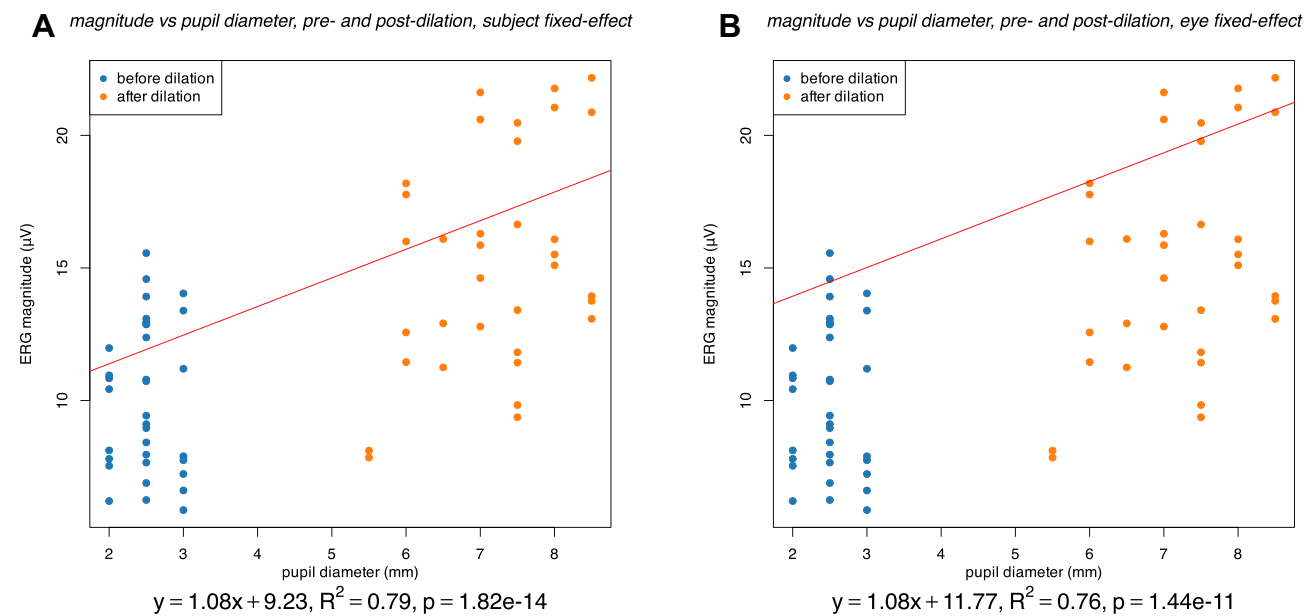 A magnitude vs pupil diameter, pre- and post-dilation, subject fixed-effect
before dilation
after dilation
20
15
10
ERG magnitude (µV)
2 3 4 5 6 7 8
pupil diameter (mm)
y = 1.08x + 9.23, R² = 0.79, p = 1.82e-14
B magnitude vs pupil diameter, pre- and post-dilation, eye fixed-effect
before dilation
after dilation
20
15
10
ERG magnitude (µV)
2 3 4 5 6 7 8
pupil diameter (mm)
y = 1.08x + 11.77, R² = 0.76, p = 1.44e-11